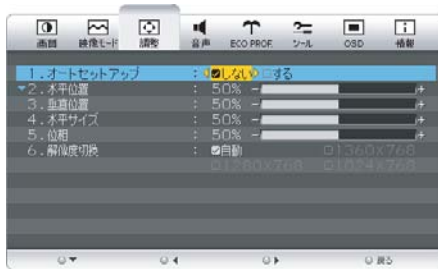 画面 映像モード 調整 音声 ECO PROF. ツール OSD 情報
1.オートセットアップ : しない する
2.水平位置 : 50% - +
3.垂直位置 : 50% - +
4.水平サイズ : 50% - +
5.位相 : 50% - +
6.解像度切換 : 自動 1360X768
1280X768 1024X768
戻る